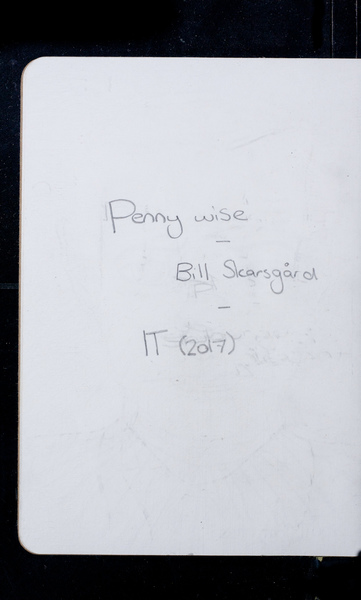 Penny wise
–
Bill Skarsgård
–
IT (2017)